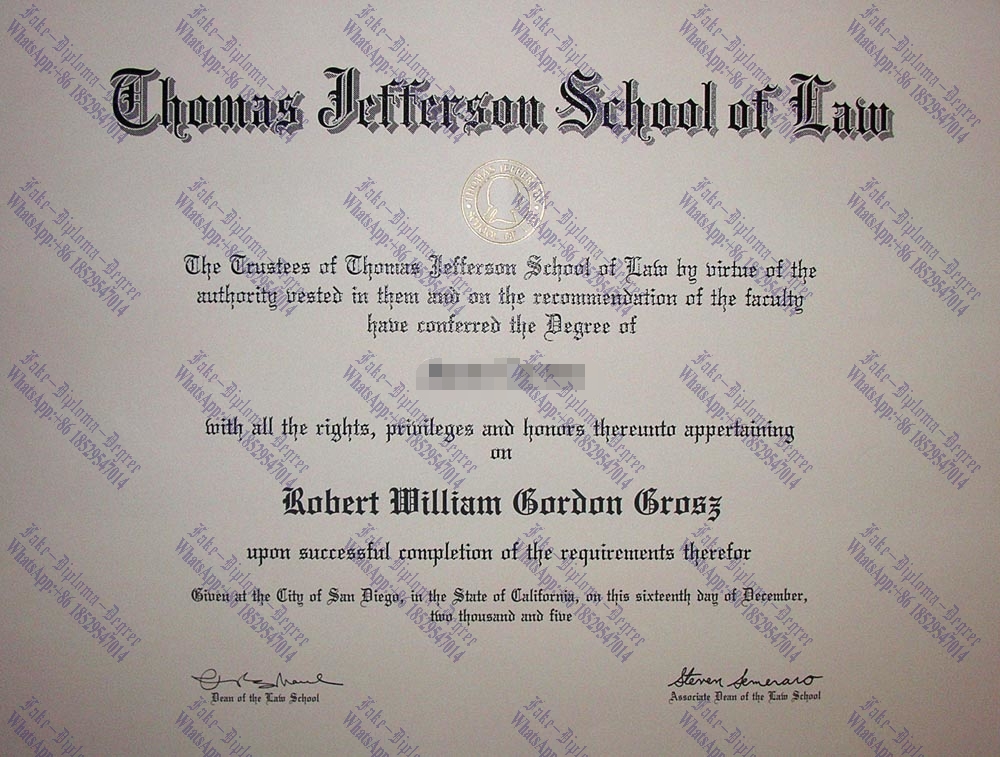 Thomas Jefferson School of Law
THOMAS JEFFERSON
SCHOOL OF
The Trustees of Thomas Jefferson School of Law by virtue of the
authority vested in them and on the recommendation of the faculty
have conferred the Degree of
with all the rights, privileges and honors thereunto appertaining
on
Robert William Gordon Grosz
upon successful completion of the requirements therefor
Given at the City of San Diego, in the State of California, on this sixteenth day of December,
two thousand and five
Steven Semeraro
Dean of the Law School
Associate Dean of the Law School
Fake-Diploma-Degree
WhatsApp:+86 18529547014